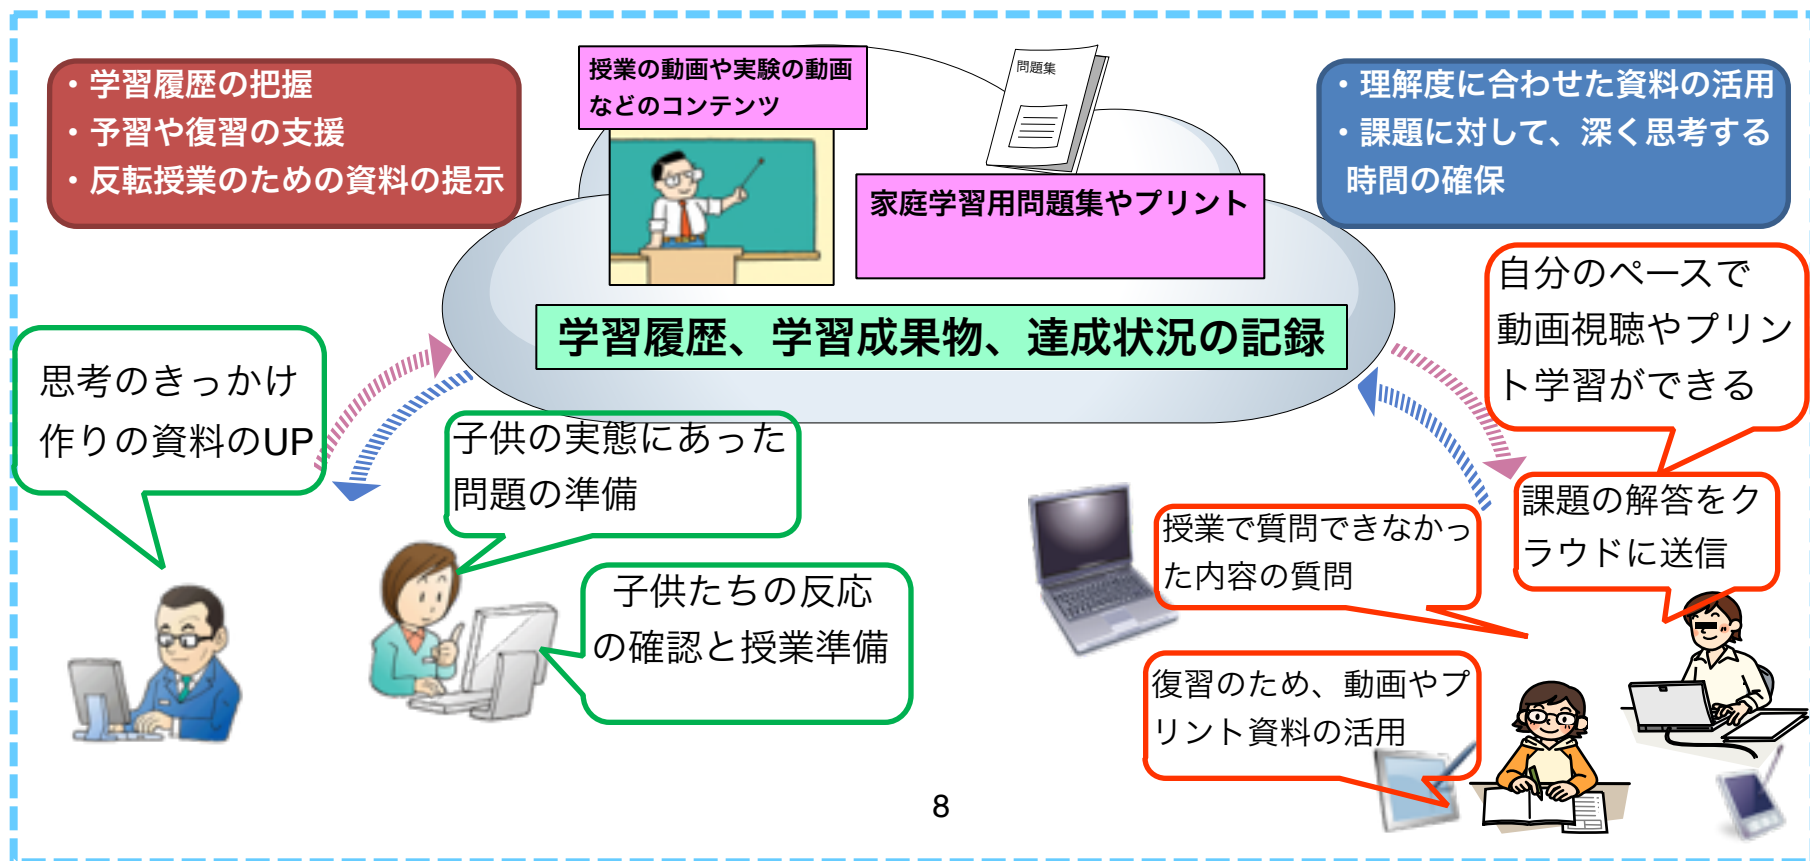 ・学習履歴の把握
・予習や復習の支援
・反転授業のための資料の提示
授業の動画や実験の動画
などのコンテンツ
問題集
家庭学習用問題集やプリント
・理解度に合わせた資料の活用
・課題に対して、深く思考する
時間の確保
学習履歴、学習成果物、達成状況の記録
思考のきっかけ
作りの資料のUP
子供の実態にあった
問題の準備
子供たちの反応
の確認と授業準備
自分のペースで
動画視聴やプリン
ト学習ができる
課題の解答をク
ラウドに送信
授業で質問できなかっ
た内容の質問
復習のため、動画やプ
リント資料の活用
8